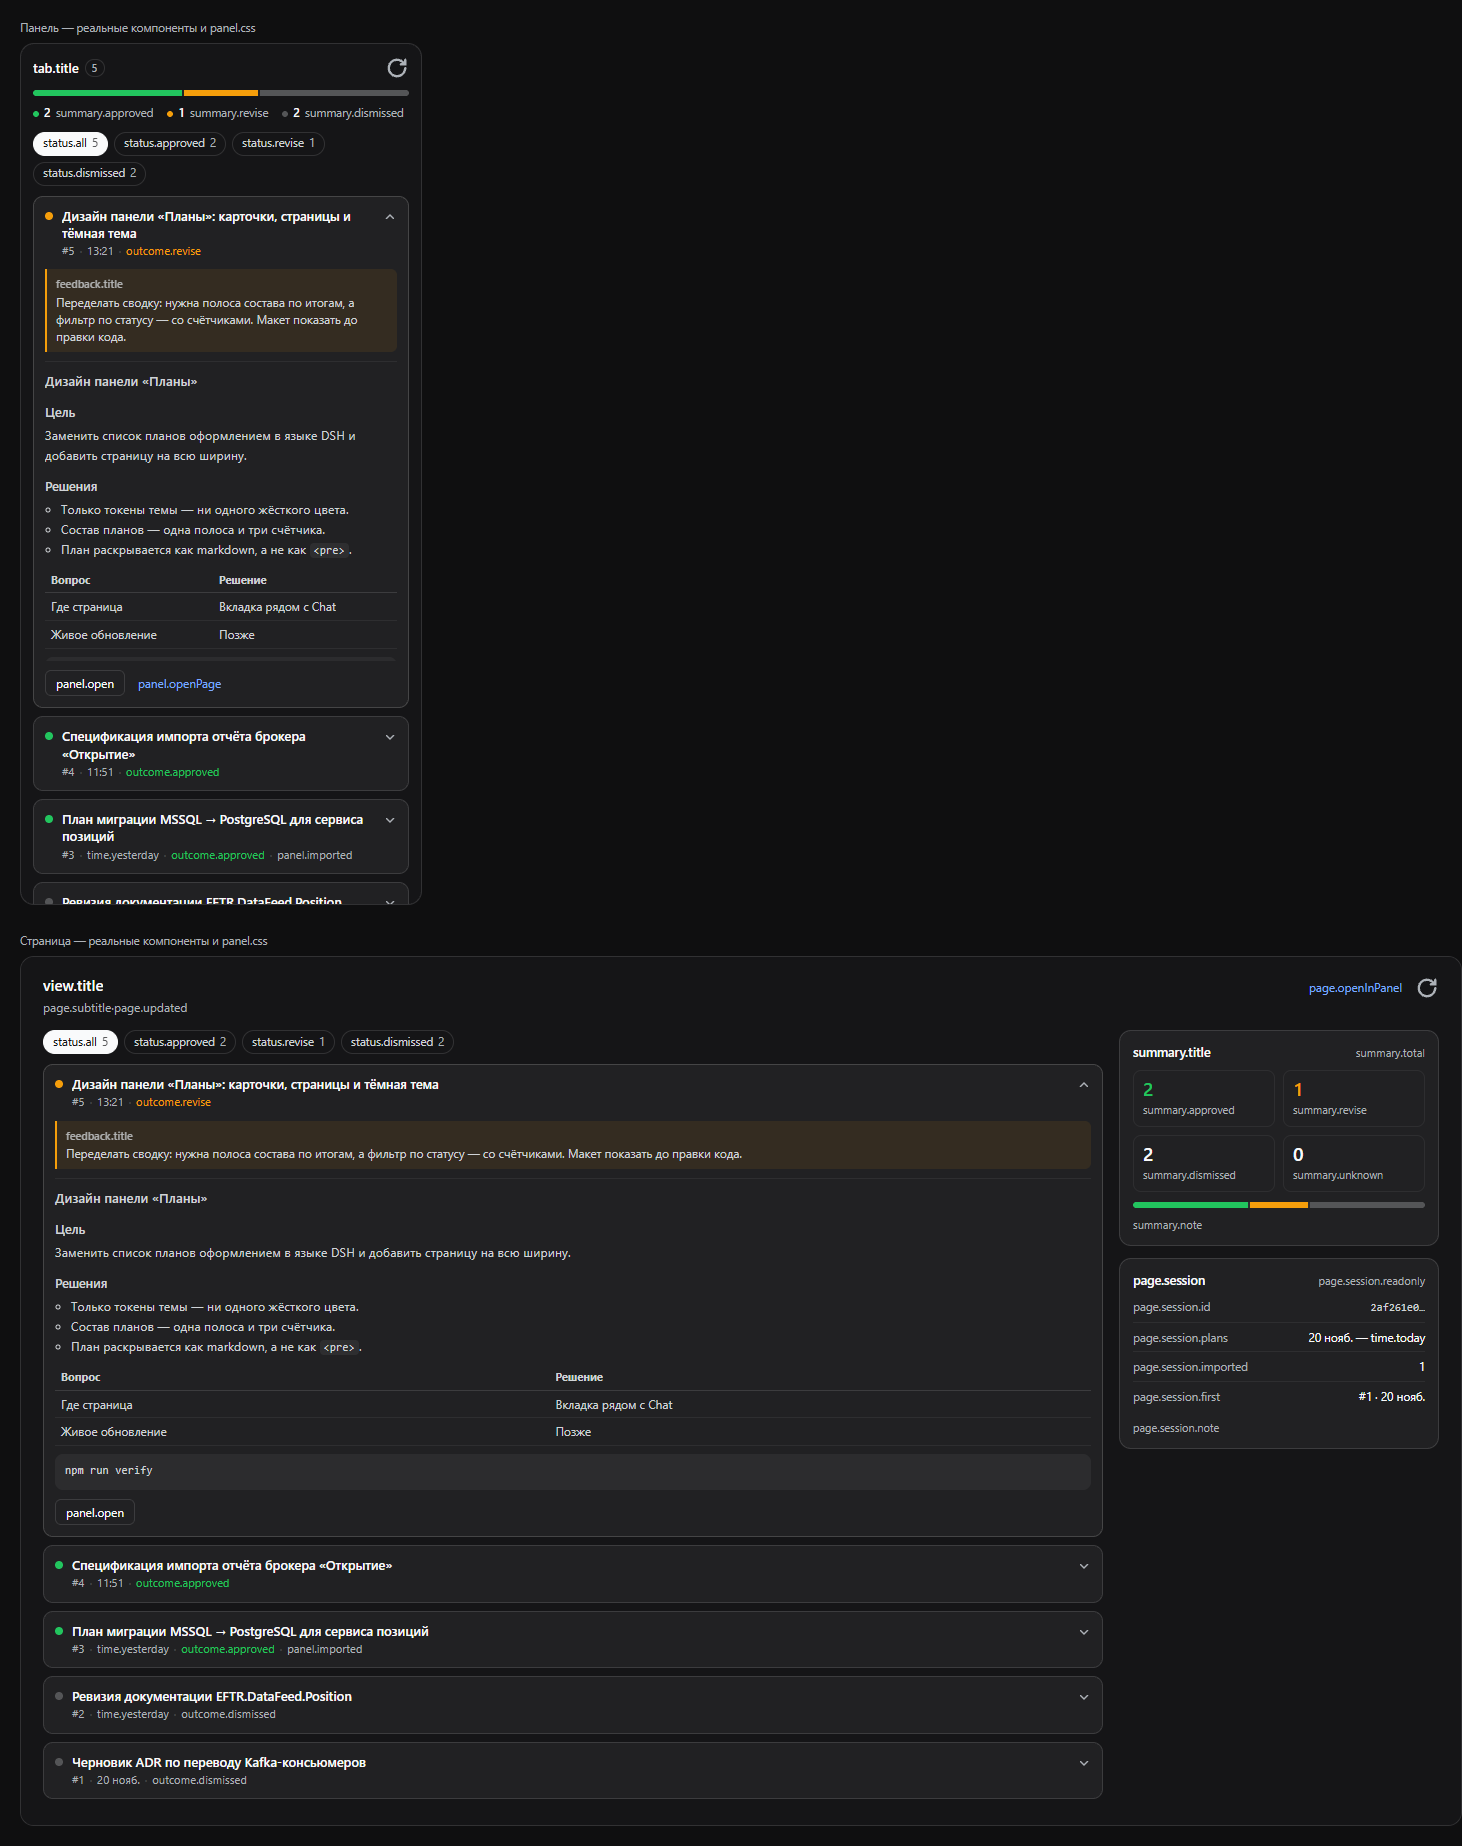 Панель — реальные компоненты и panel.css
tab.title 5
2 summary.approved 1 summary.revise 2 summary.dismissed
status.all 5 status.approved 2 status.revise 1
status.dismissed 2
Дизайн панели «Планы»: карточки, страницы и
тёмная тема
#5 · 13:21 · outcome.revise
feedback.title
Переделать сводку: нужна полоса состава по итогам, а
фильтр по статусу — со счётчиками. Макет показать до
правки кода.
Дизайн панели «Планы»
Цель
Заменить список планов оформлением в языке DSH и
добавить страницу на всю ширину.
Решения
Только токены темы — ни одного жёсткого цвета.
Состав планов — одна полоса и три счётчика.
План раскрывается как markdown, а не как <pre>.
Вопрос Решение
Где страница Вкладка рядом с Chat
Живое обновление Позже
panel.open panel.openPage
Спецификация импорта отчёта брокера
«Открытие»
#4 · 11:51 · outcome.approved
План миграции MSSQL → PostgreSQL для сервиса
позиций
#3 · time.yesterday · outcome.approved · panel.imported
Ревизия документации EFTR.DataFeed.Position
Страница — реальные компоненты и panel.css
view.title
page.openInPanel
page.subtitle·page.updated
status.all 5 status.approved 2 status.revise 1 status.dismissed 2
Дизайн панели «Планы»: карточки, страницы и тёмная тема
#5 · 13:21 · outcome.revise
feedback.title
Переделать сводку: нужна полоса состава по итогам, а фильтр по статусу — со счётчиками. Макет показать до правки кода.
Дизайн панели «Планы»
Цель
Заменить список планов оформлением в языке DSH и добавить страницу на всю ширину.
Решения
Только токены темы — ни одного жёсткого цвета.
Состав планов — одна полоса и три счётчика.
План раскрывается как markdown, а не как <pre>.
Вопрос Решение
Где страница Вкладка рядом с Chat
Живое обновление Позже
npm run verify
panel.open
Спецификация импорта отчёта брокера «Открытие»
#4 · 11:51 · outcome.approved
План миграции MSSQL → PostgreSQL для сервиса позиций
#3 · time.yesterday · outcome.approved · panel.imported
Ревизия документации EFTR.DataFeed.Position
#2 · time.yesterday · outcome.dismissed
Черновик ADR по переводу Kafka-консьюмеров
#1 · 20 нояб. · outcome.dismissed
summary.title summary.total
2 1
summary.approved summary.revise
2 0
summary.dismissed summary.unknown
summary.note
page.session page.session.readonly
page.session.id 2af261e0…
page.session.plans 20 нояб. — time.today
page.session.imported 1
page.session.first #1 · 20 нояб.
page.session.note